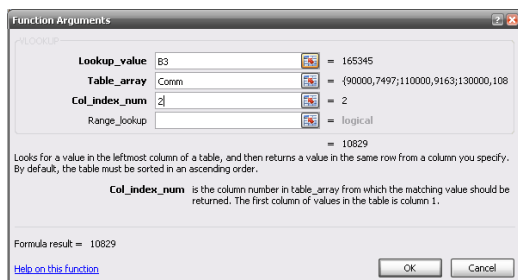 Function Arguments
VLOOKUP
Lookup_value B3 = 165345
Table_array Comm = {90000,7497;110000,9163;130000,108
Col_index_num 2 = 2
Range_lookup = logical
= 10829
Looks for a value in the leftmost column of a table, and then returns a value in the same row from a column you specify.
By default, the table must be sorted in an ascending order.
Col_index_num is the column number in table_array from which the matching value should be
returned. The first column of values in the table is column 1.
Formula result = 10829
Help on this function
OK Cancel